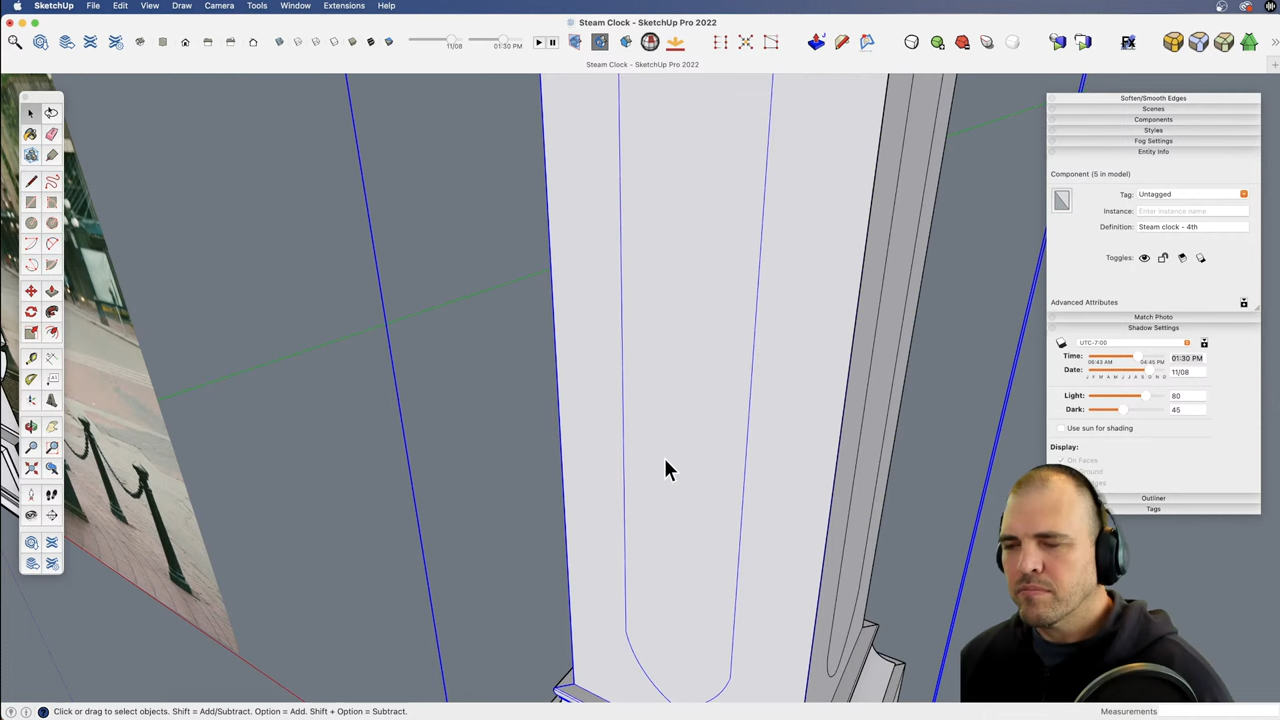 SketchUp File Edit View Draw Camera Tools Window Extensions Help
Steam Clock - SketchUp Pro 2022
11/08 01:30 PM
Steam Clock - SketchUp Pro 2022
Soften/Smooth Edges
Scenes
Components
Styles
Fog Settings
Entity Info
Component (5 in model)
Tag: Untagged
Instance: Enter instance name
Definition: Steam clock - 4th
Toggles:
Advanced Attributes
Match Photo
Shadow Settings
UTC-7:00
Time: 01:30 PM
06:43 AM 04:45 PM
Date: 11/08
J F M A M J J A S O N D
Light: 80
Dark: 45
Use sun for shading
Display:
On Faces
Ground
Edges
Outliner
Tags
Click or drag to select objects. Shift = Add/Subtract. Option = Add. Shift + Option = Subtract.
Measurements